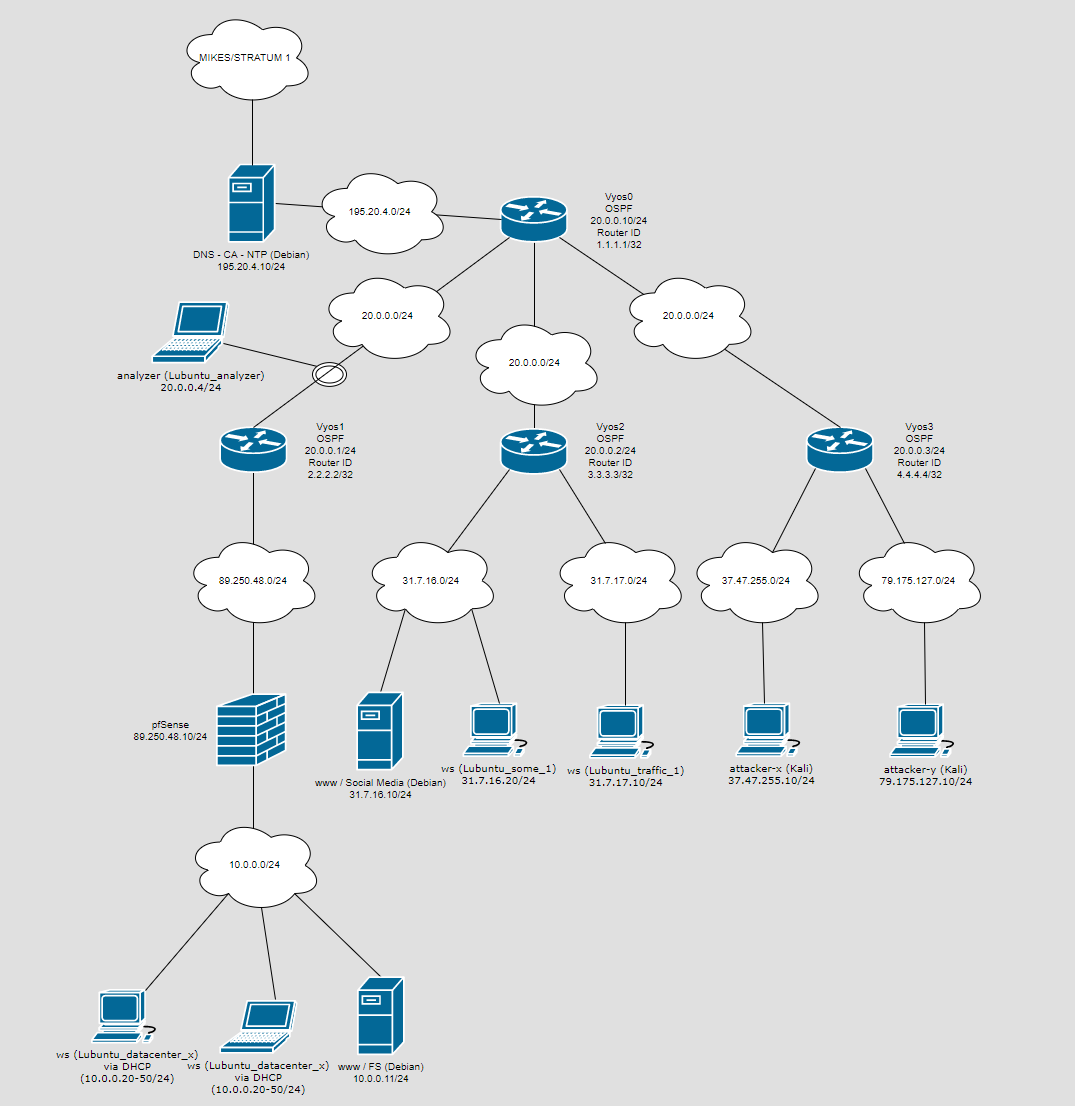 MIKES/STRATUM 1
195.20.4.0/24
Vyos0
OSPF
20.0.0.10/24
Router ID
1.1.1.1/32
DNS - CA - NTP (Debian)
195.20.4.10/24
20.0.0.0/24
20.0.0.0/24
20.0.0.0/24
analyzer (Lubuntu_analyzer)
20.0.0.4/24
Vyos1
OSPF
20.0.0.1/24
Router ID
2.2.2.2/32
Vyos2
OSPF
20.0.0.2/24
Router ID
3.3.3.3/32
Vyos3
OSPF
20.0.0.3/24
Router ID
4.4.4.4/32
89.250.48.0/24
31.7.16.0/24
31.7.17.0/24
37.47.255.0/24
79.175.127.0/24
pfSense
89.250.48.10/24
www / Social Media (Debian)
31.7.16.10/24
ws (Lubuntu_some_1)
31.7.16.20/24
ws (Lubuntu_traffic_1)
31.7.17.10/24
attacker-x (Kali)
37.47.255.10/24
attacker-y (Kali)
79.175.127.10/24
10.0.0.0/24
ws (Lubuntu_datacenter_x)
via DHCP
(10.0.0.20-50/24)
ws (Lubuntu_datacenter_x)
via DHCP
(10.0.0.20-50/24)
www / FS (Debian)
10.0.0.11/24